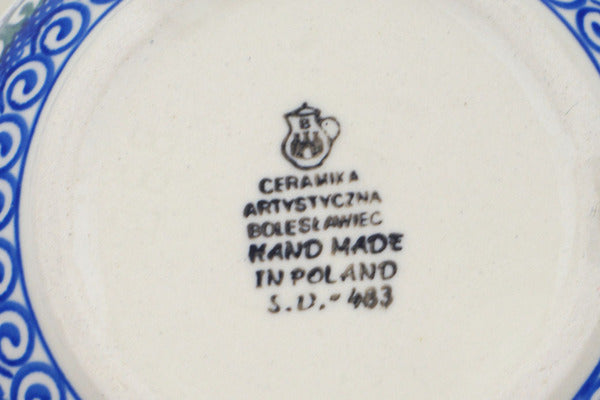 B
CERAMIKA
ARTYSTYCZNA
BOLESŁAWIEC
HAND MADE
IN POLAND
S.U.-483